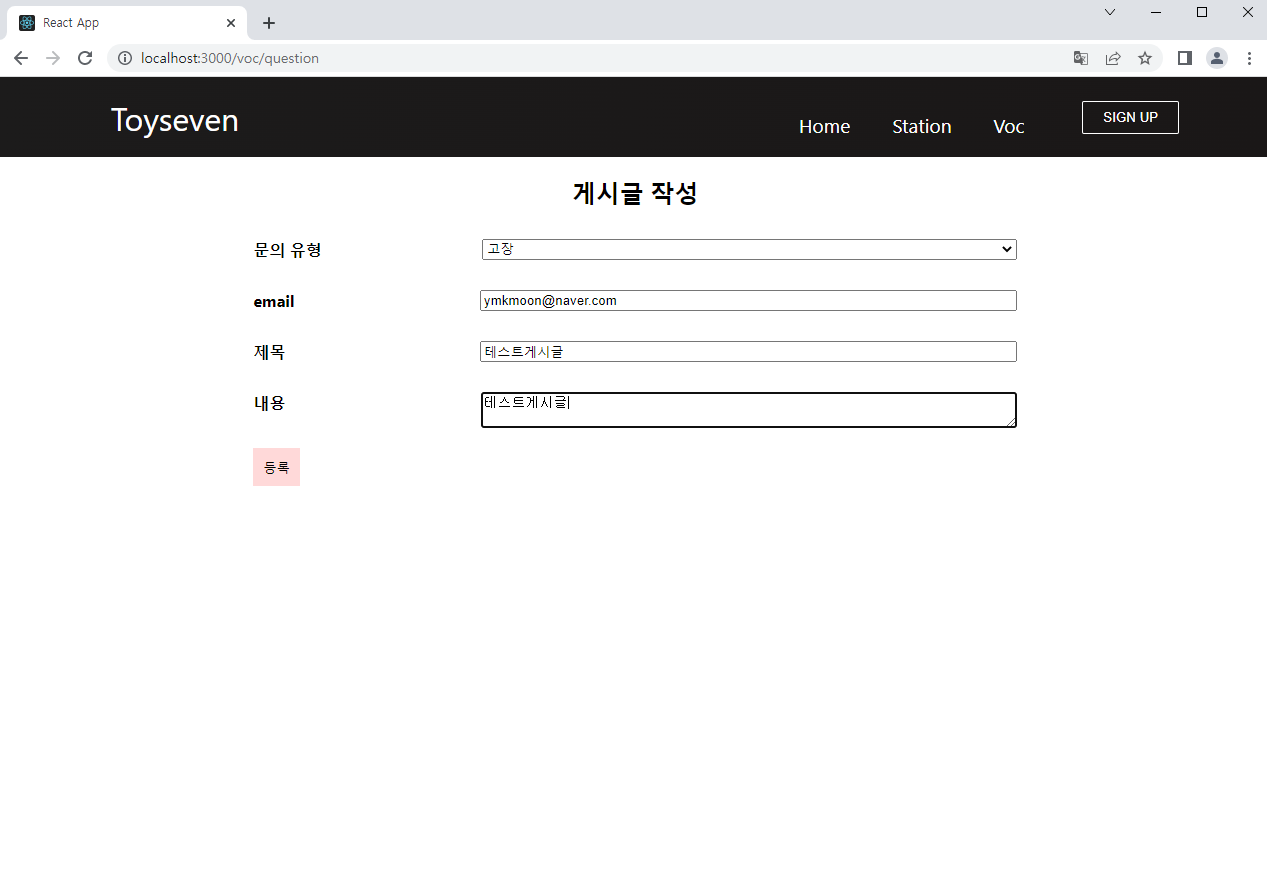 React App
localhost:3000/voc/question
Toyseven
Home Station Voc SIGN UP
게시글 작성
문의 유형 고장
email ymkmoon@naver.com
제목 테스트게시글
내용 테스트게시글
등록